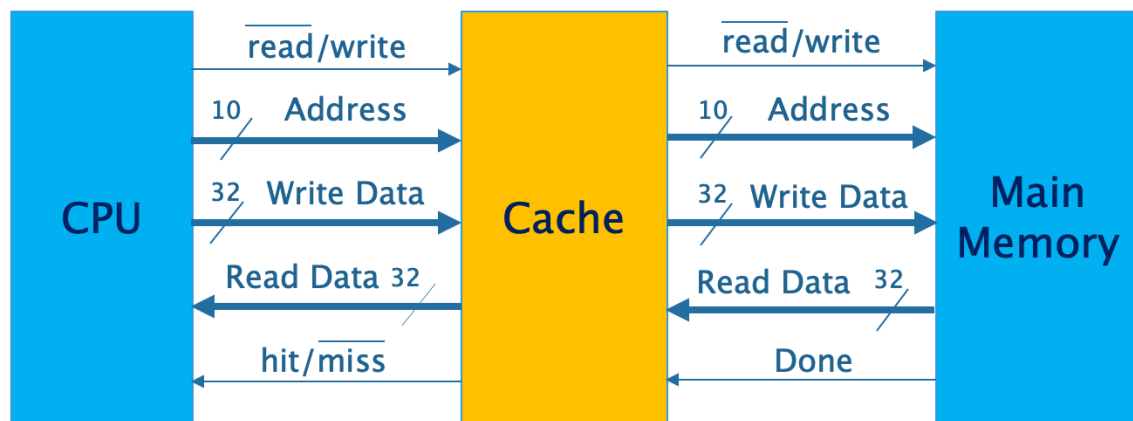 CPU
read/write
10 Address
32 Write Data
Read Data 32
hit/miss
Cache
read/write
10 Address
32 Write Data
Read Data 32
Done
Main
Memory